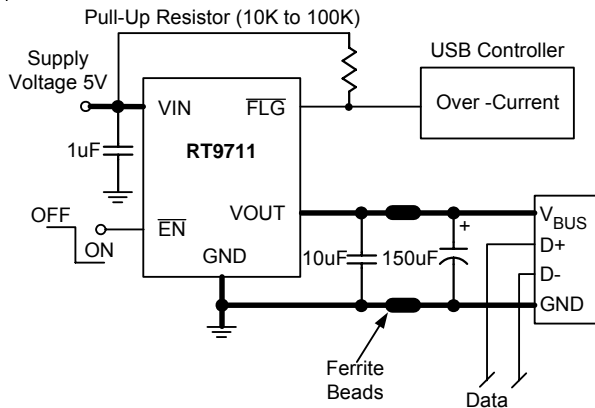 Pull-Up Resistor (10K to 100K)
Supply
Voltage 5V
USB Controller
VIN
FLG
Over -Current
1uF
RT9711
OFF
ON
EN
VOUT
GND
10uF
150uF
+
VBUS
D+
D-
GND
Ferrite
Beads
Data